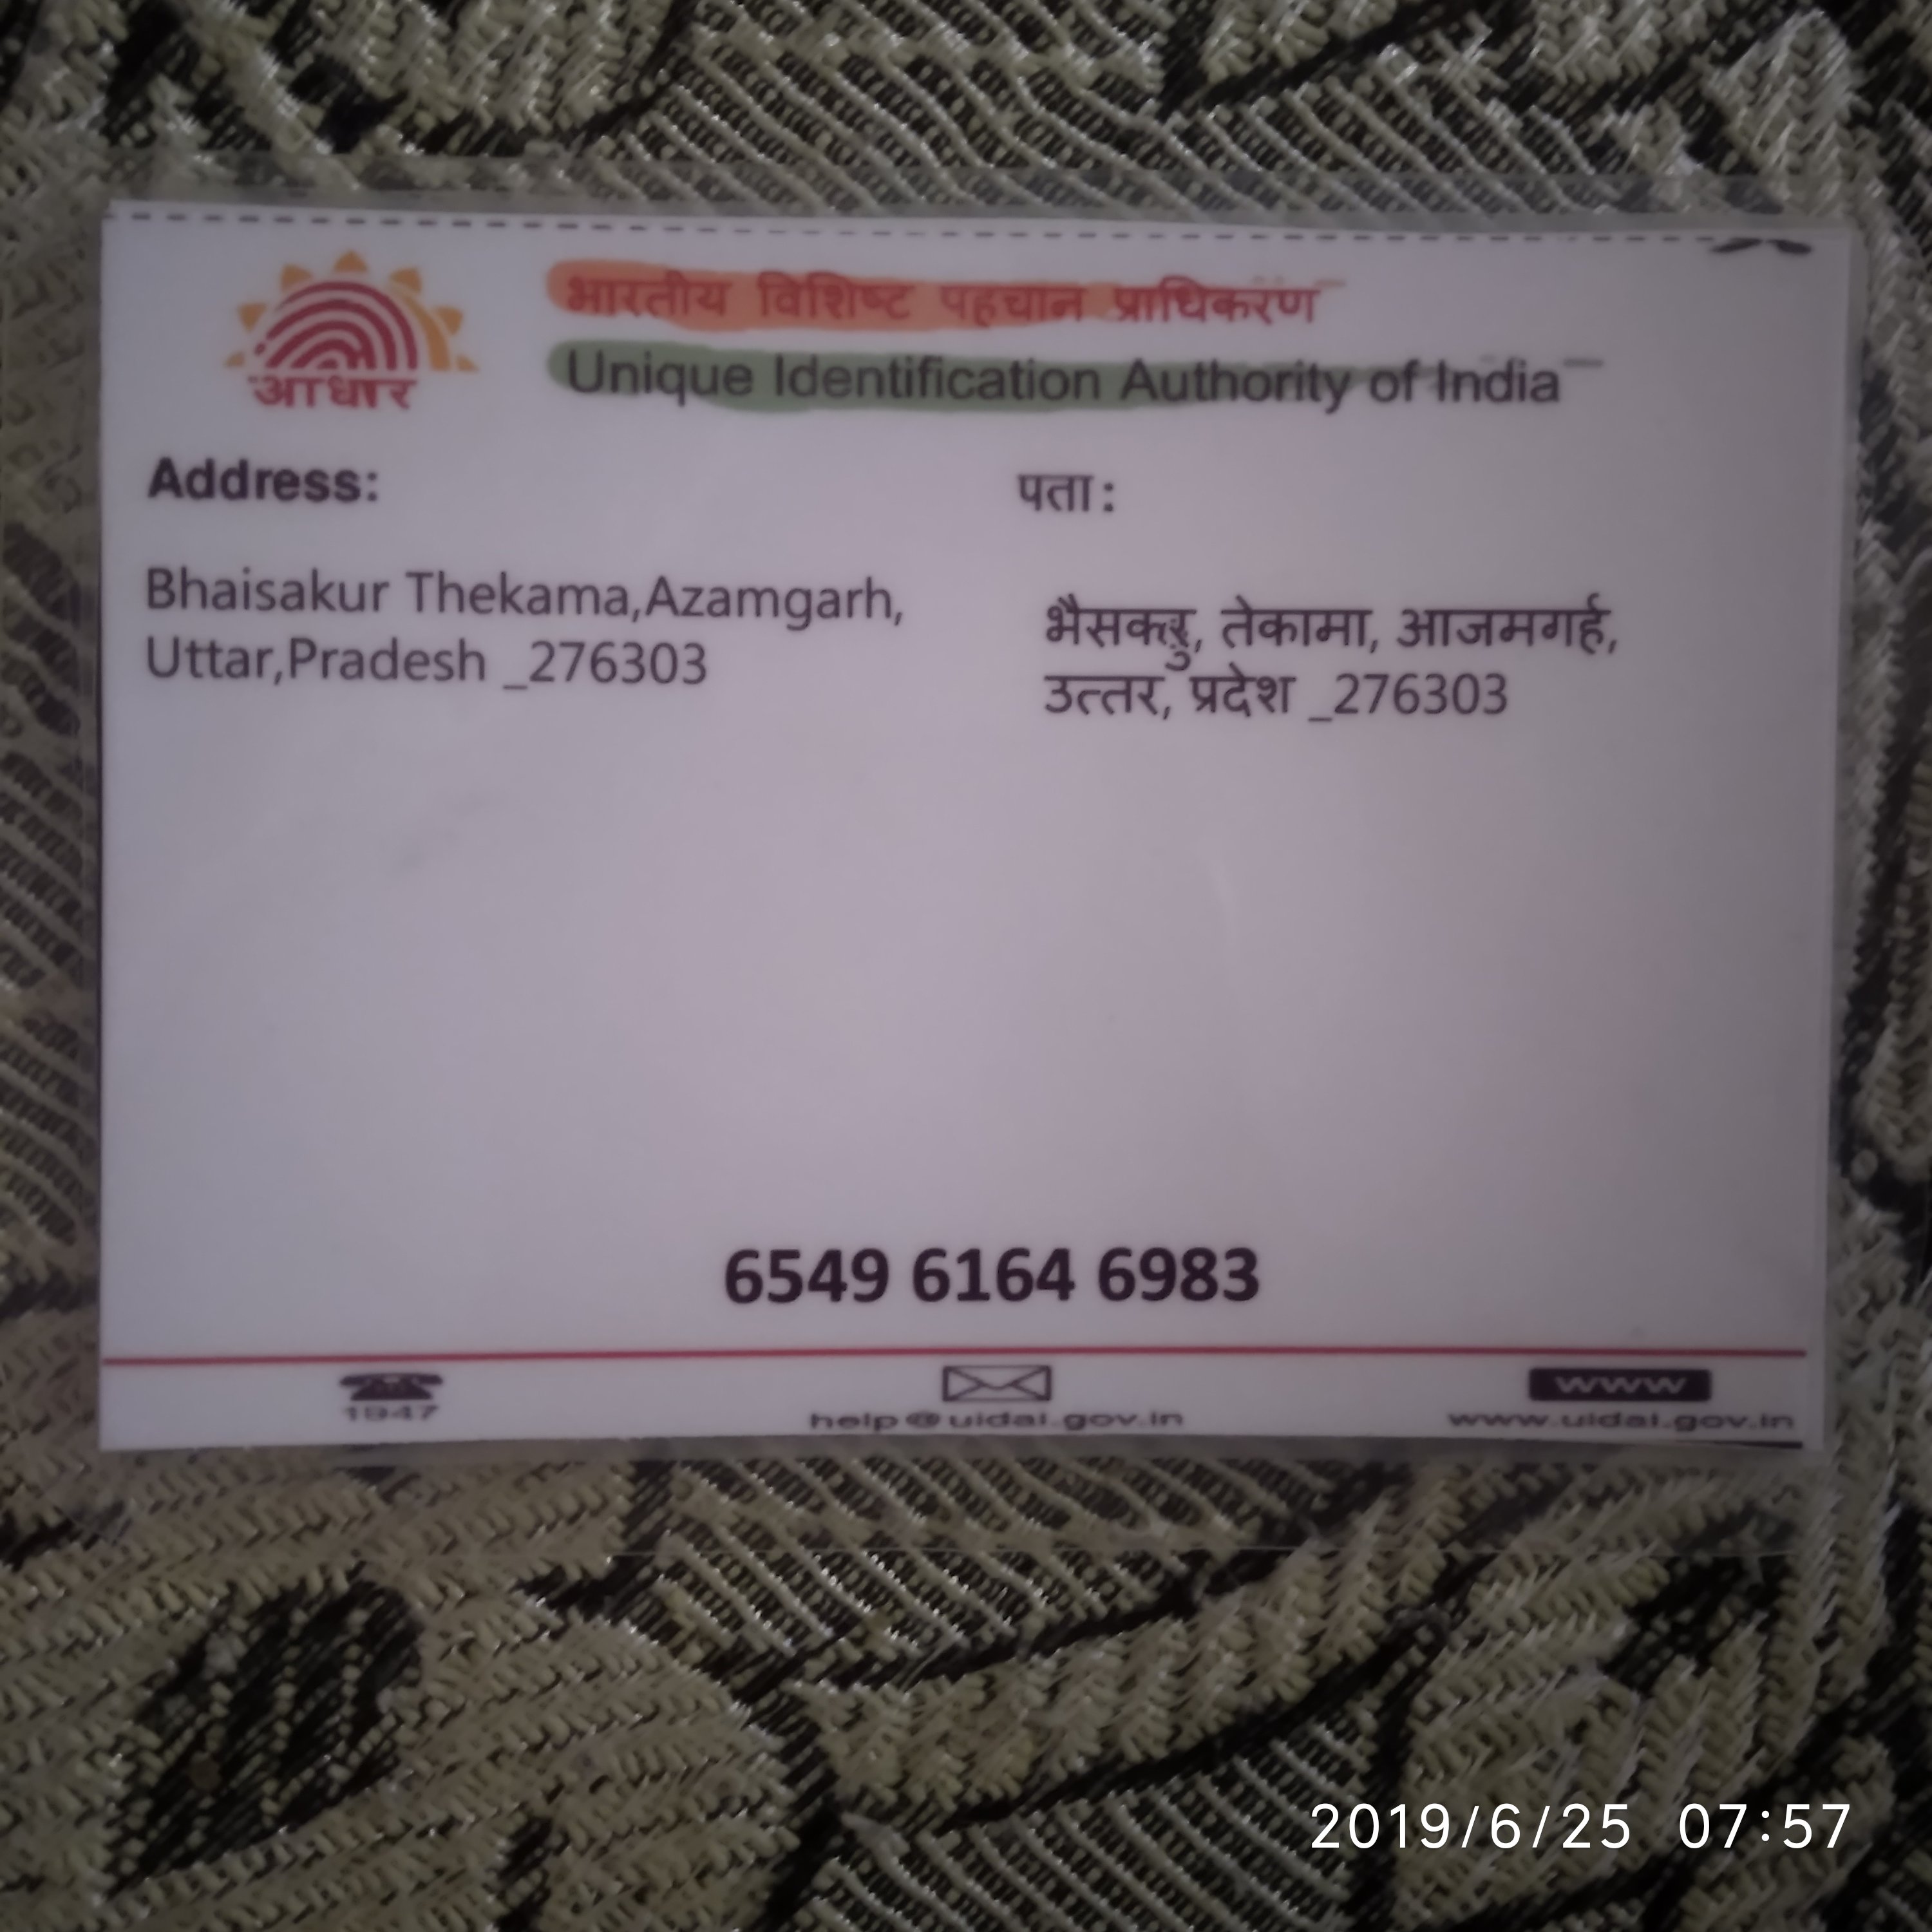 भारतीय विशिष्ट पहचान प्राधिकरण
Unique Identification Authority of India
आधार
Address:
Bhaisakur Thekama,Azamgarh,
Uttar,Pradesh _276303
पता:
तेकामा, आजमगर्ह,
उत्तर, प्रदेश _276303
6549 6164 6983
1947
help@uidai.gov.in
www
www.uidai.gov.in
2019/6/25 07:57